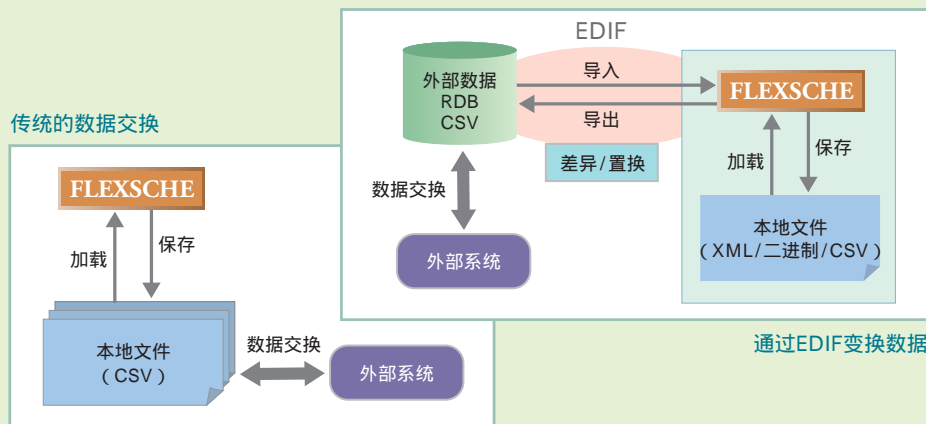 传统的数据交换
FLEXSCHE
加载
保存
本地文件
（CSV）
数据交换
外部系统
EDIF
外部数据
RDB
CSV
导入
导出
差异/置换
FLEXSCHE
加载
保存
本地文件
（XML/二进制/CSV）
数据交换
外部系统
通过EDIF变换数据